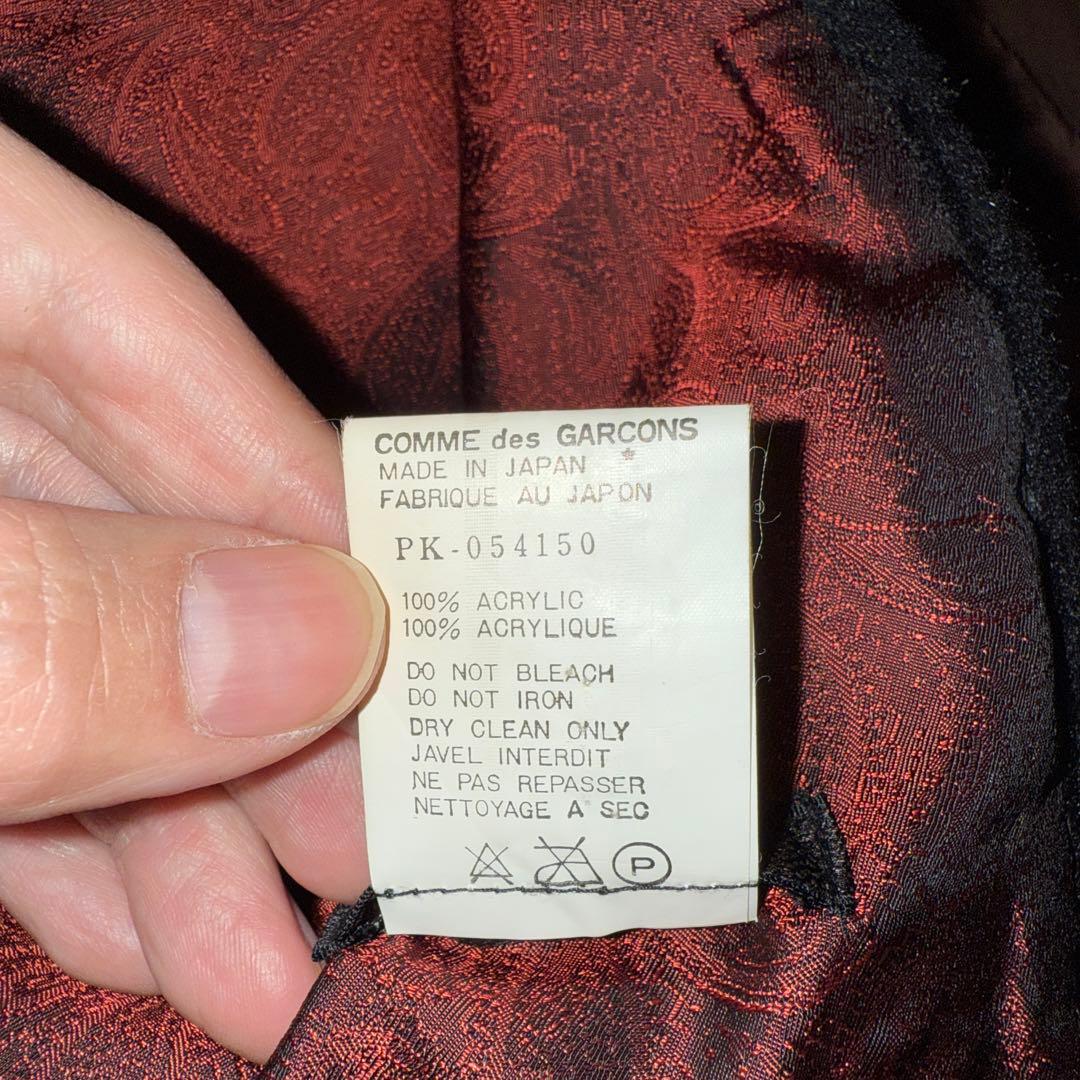 COMME des GARCONS
MADE IN JAPAN *
FABRIQUE AU JAPON
PK-054150
100% ACRYLIC
100% ACRYLIQUE
DO NOT BLEACH
DO NOT IRON
DRY CLEAN ONLY
JAVEL INTERDIT
NE PAS REPASSER
NETTOYAGE A SEC
P